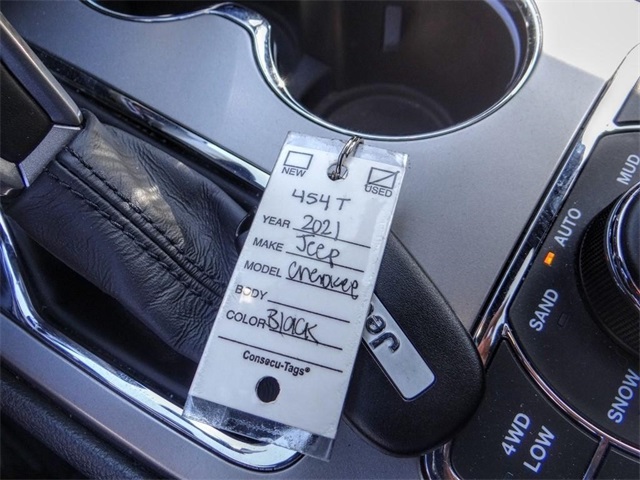 NEW
USED
454T
YEAR 2021
MAKE Jeep
MODEL Cherokee
BODY
COLOR Black
Consecu-Tags®
Jeep
MUD
AUTO
SAND
SNOW
4WD
LOW